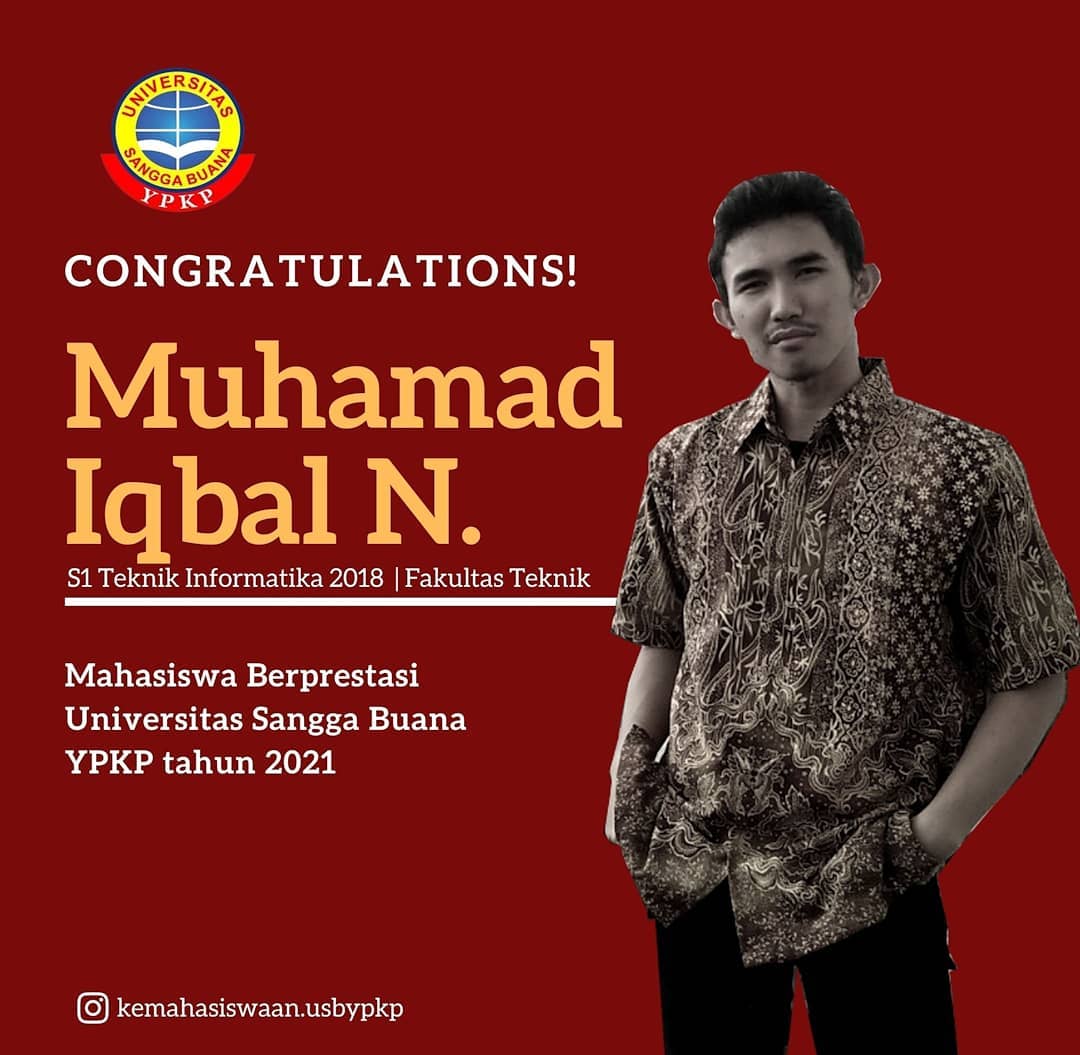 UNIVERSITAS
SANGGA BUANA
YPKP
CONGRATULATIONS!
Muhamad
Iqbal N.
S1 Teknik Informatika 2018 | Fakultas Teknik
Mahasiswa Berprestasi
Universitas Sangga Buana
YPKP tahun 2021
kemahasiswaan.usbypkp